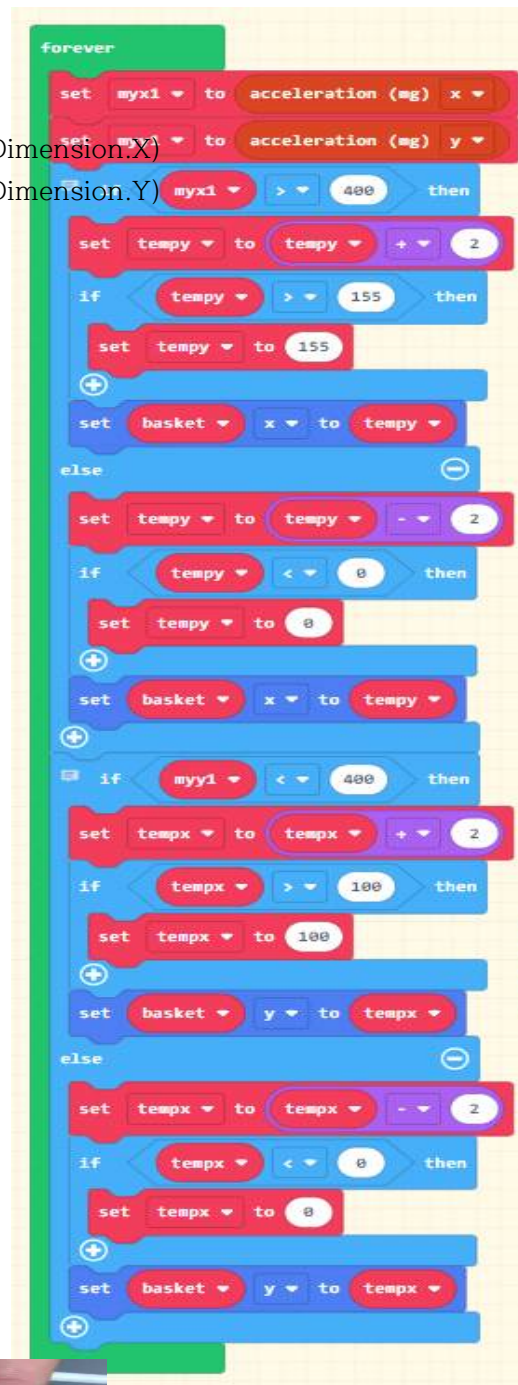 forever
set myx1 to acceleration (mg) x
set to acceleration (mg) y
Dimension.X)
Dimension.Y)
myx1 > 400 then
set tempy to tempy + 2
if tempy > 155 then
set tempy to 155
set basket x to tempy
else
set tempy to tempy - 2
if tempy < 0 then
set tempy to 0
set basket x to tempy
if myy1 < 400 then
set tempx to tempx + 2
if tempx > 100 then
set tempx to 100
set basket y to tempx
else
set tempx to tempx - 2
if tempx < 0 then
set tempx to 0
set basket y to tempx